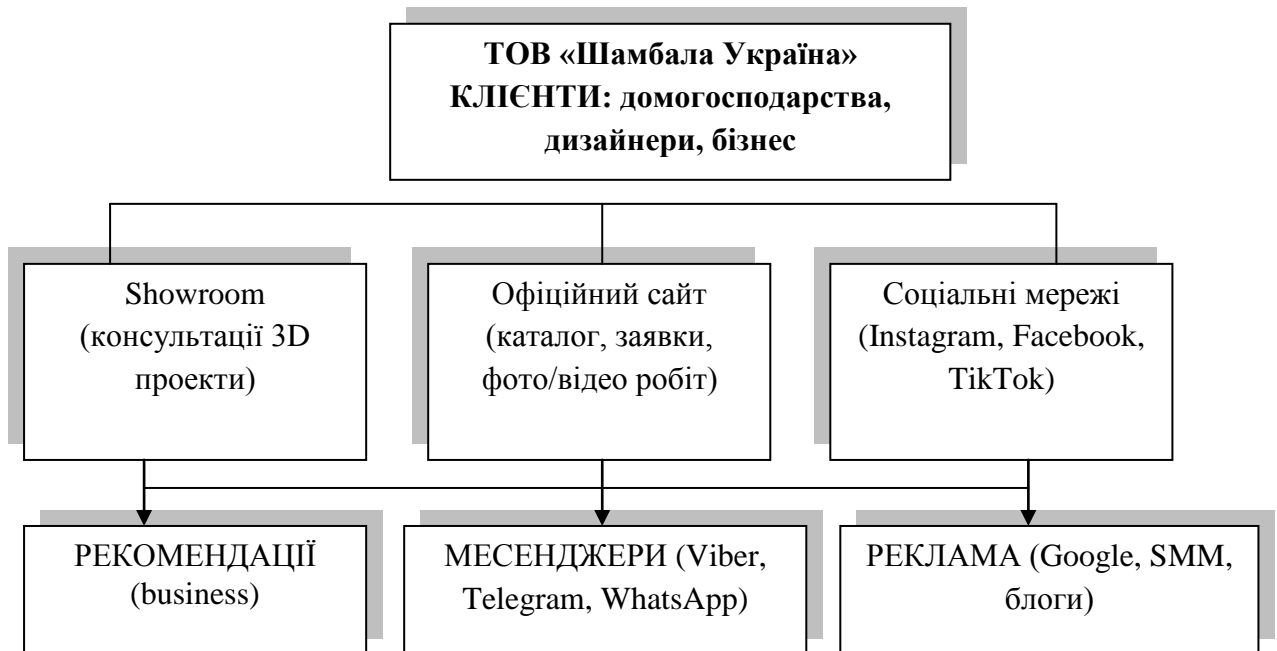 ТОВ «Шамбала Україна»
КЛІЄНТИ: домогосподарства,
дизайнери, бізнес
Showroom
(консультації 3D
проекти)
Офіційний сайт
(каталог, заявки,
фото/відео робіт)
Соціальні мережі
(Instagram, Facebook,
TikTok)
РЕКОМЕНДАЦІЇ
(business)
МЕСЕНДЖЕРИ (Viber,
Telegram, WhatsApp)
РЕКЛАМА (Google, SMM,
блоги)